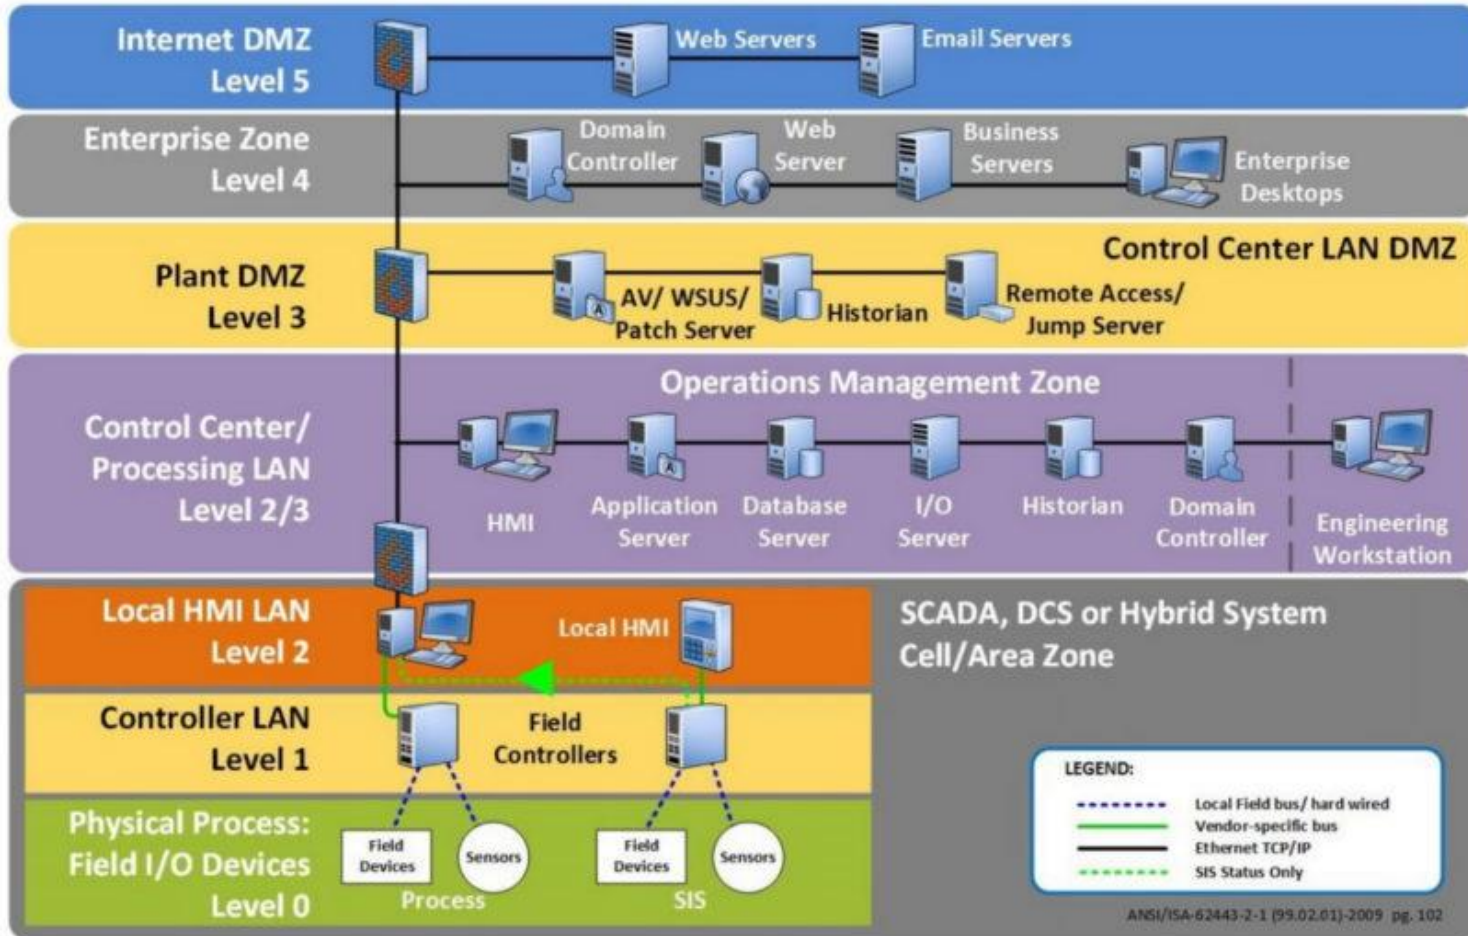 Internet DMZ
Level 5
Web Servers
Email Servers
Enterprise Zone
Level 4
Domain
Controller
Web
Server
Business
Servers
Enterprise
Desktops
Control Center LAN DMZ
Plant DMZ
Level 3
AV/ WSUS/
Patch Server
Historian
Remote Access/
Jump Server
Operations Management Zone
Control Center/
Processing LAN
Level 2/3
HMI
Application
Server
Database
Server
I/O
Server
Historian
Domain
Controller
Engineering
Workstation
Local HMI LAN
Level 2
Local HMI
SCADA, DCS or Hybrid System
Cell/Area Zone
Controller LAN
Level 1
Field
Controllers
Physical Process:
Field I/O Devices
Level 0
Field
Devices
Sensors
Process
Field
Devices
Sensors
SIS
LEGEND:
Local Field bus/ hard wired
Vendor-specific bus
Ethernet TCP/IP
SIS Status Only
ANSI/ISA-62443-2-1 (99.02.01)-2009 pg. 102